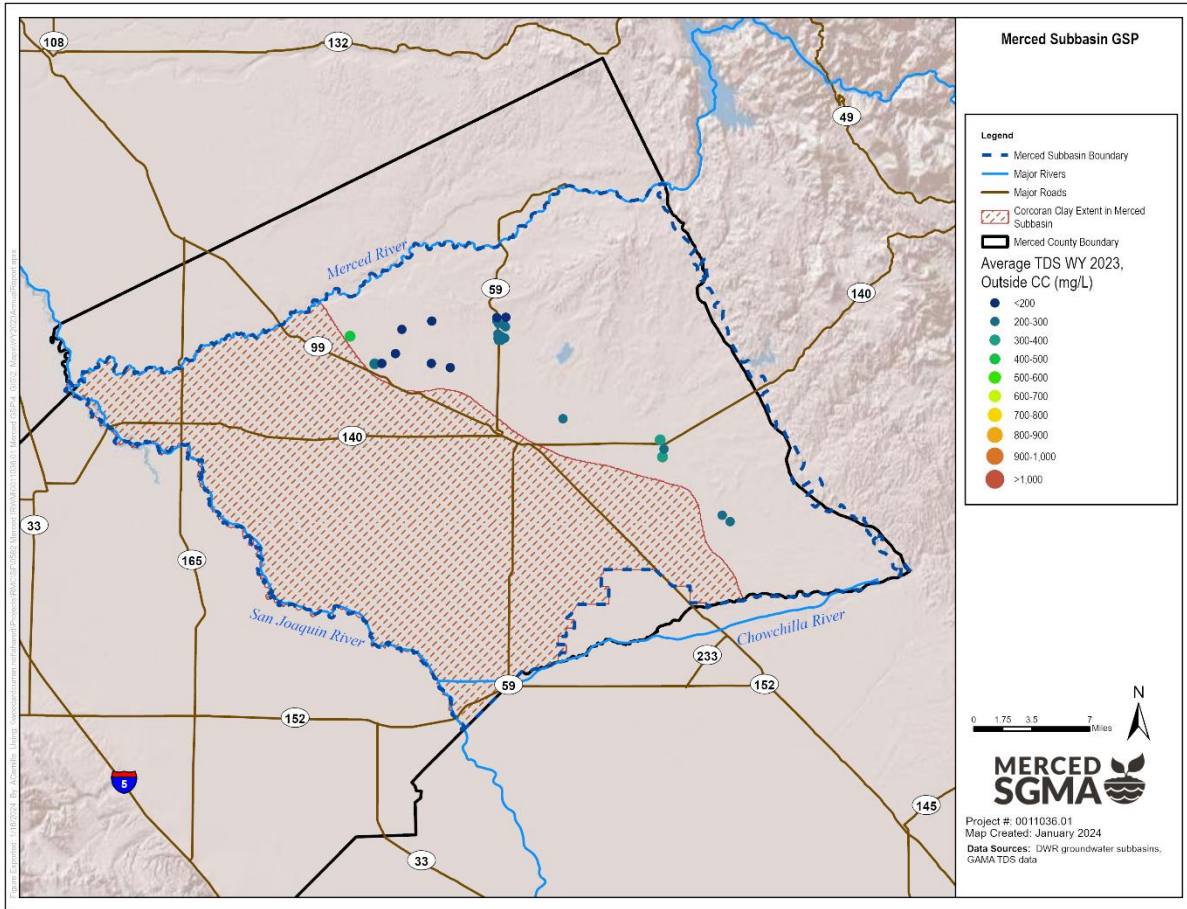 108
132
Merced Subbasin GSP
49
Legend
Merced Subbasin Boundary
Major Rivers
Major Roads
Corcoran Clay Extent in Merced
Subbasin
Merced County Boundary
Average TDS WY 2023,
Outside CC (mg/L)
<200
200-300
300-400
400-500
500-600
600-700
700-800
800-900
900-1,000
>1,000
Merced River
59
140
99
140
33
165
San Joaquin River
Chowchilla River
233
59
152
152
5
145
33
N
0 1.75 3.5 7
Miles
MERCED
SGMA
Project #: 0011036.01
Map Created: January 2024
Data Sources: DWR groundwater subbasins,
GAMA TDS data